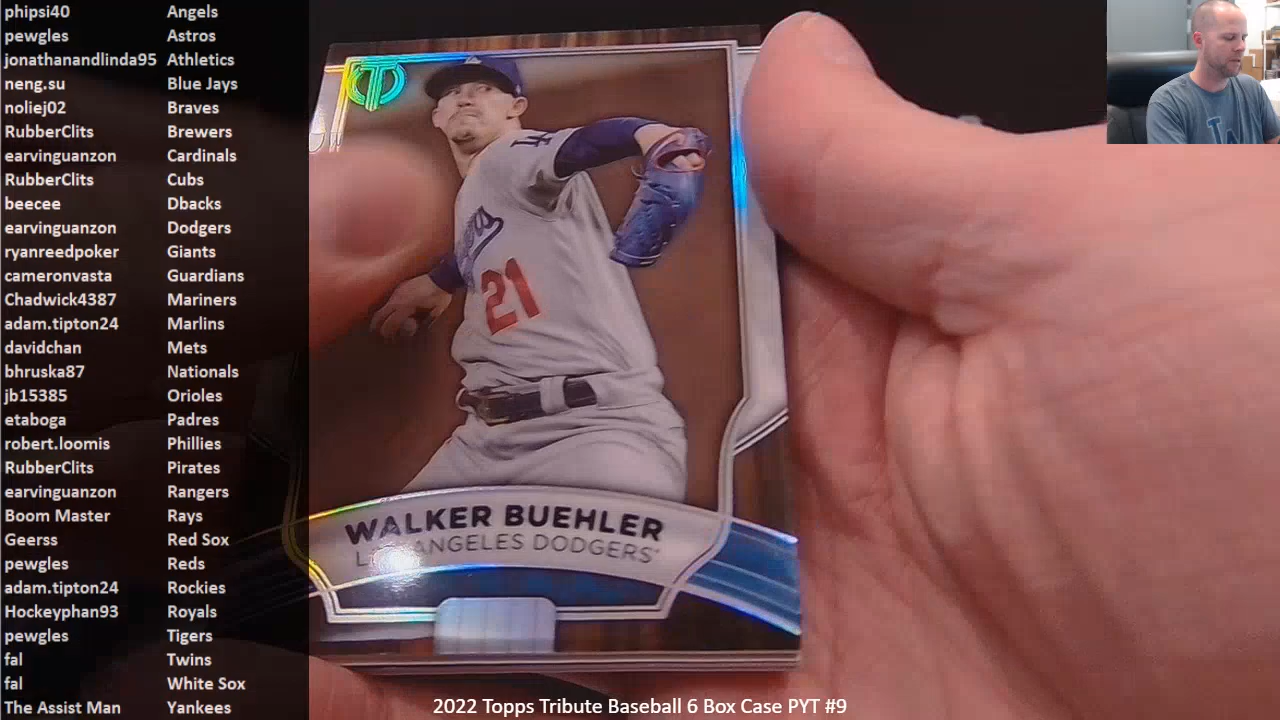 phipsi40 Angels
pewgles Astros
jonathanandlinda95 Athletics
neng.su Blue Jays
noliej02 Braves
RubberClits Brewers
earvinguanzon Cardinals
RubberClits Cubs
beecee Dbacks
earvinguanzon Dodgers
ryanreedpoker Giants
cameronvasta Guardians
Chadwick4387 Mariners
adam.tipton24 Marlins
davidchan Mets
bhruska87 Nationals
jb15385 Orioles
etaboga Padres
robert.loomis Phillies
RubberClits Pirates
earvinguanzon Rangers
Boom Master Rays
Geerss Red Sox
pewgles Reds
adam.tipton24 Rockies
Hockeyphan93 Royals
pewgles Tigers
fal Twins
fal White Sox
The Assist Man Yankees
T
LA
21
WALKER BUEHLER
ANGELES DODGERS
2022 Topps Tribute Baseball 6 Box Case PYT #9